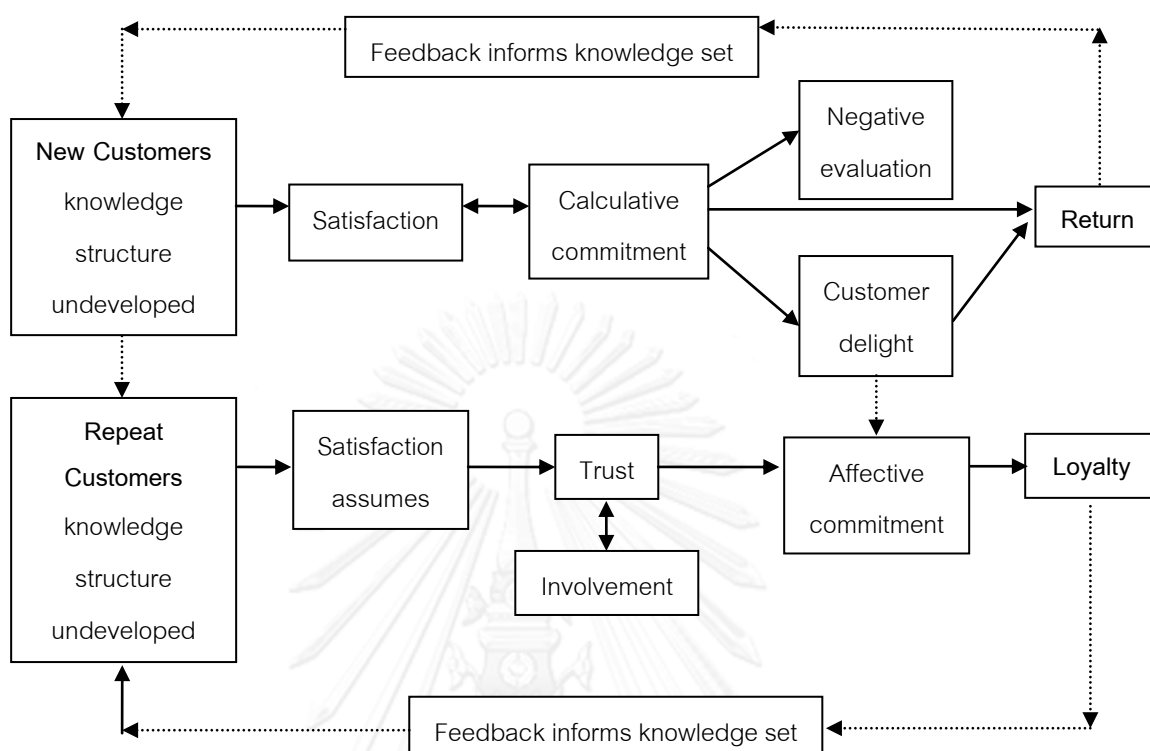 Feedback informs knowledge set
New Customers
knowledge
structure
undeveloped
Satisfaction
Calculative
commitment
Negative
evaluation
Customer
delight
Return
Repeat
Customers
knowledge
structure
undeveloped
Satisfaction
assumes
Trust
Involvement
Affective
commitment
Loyalty
Feedback informs knowledge set